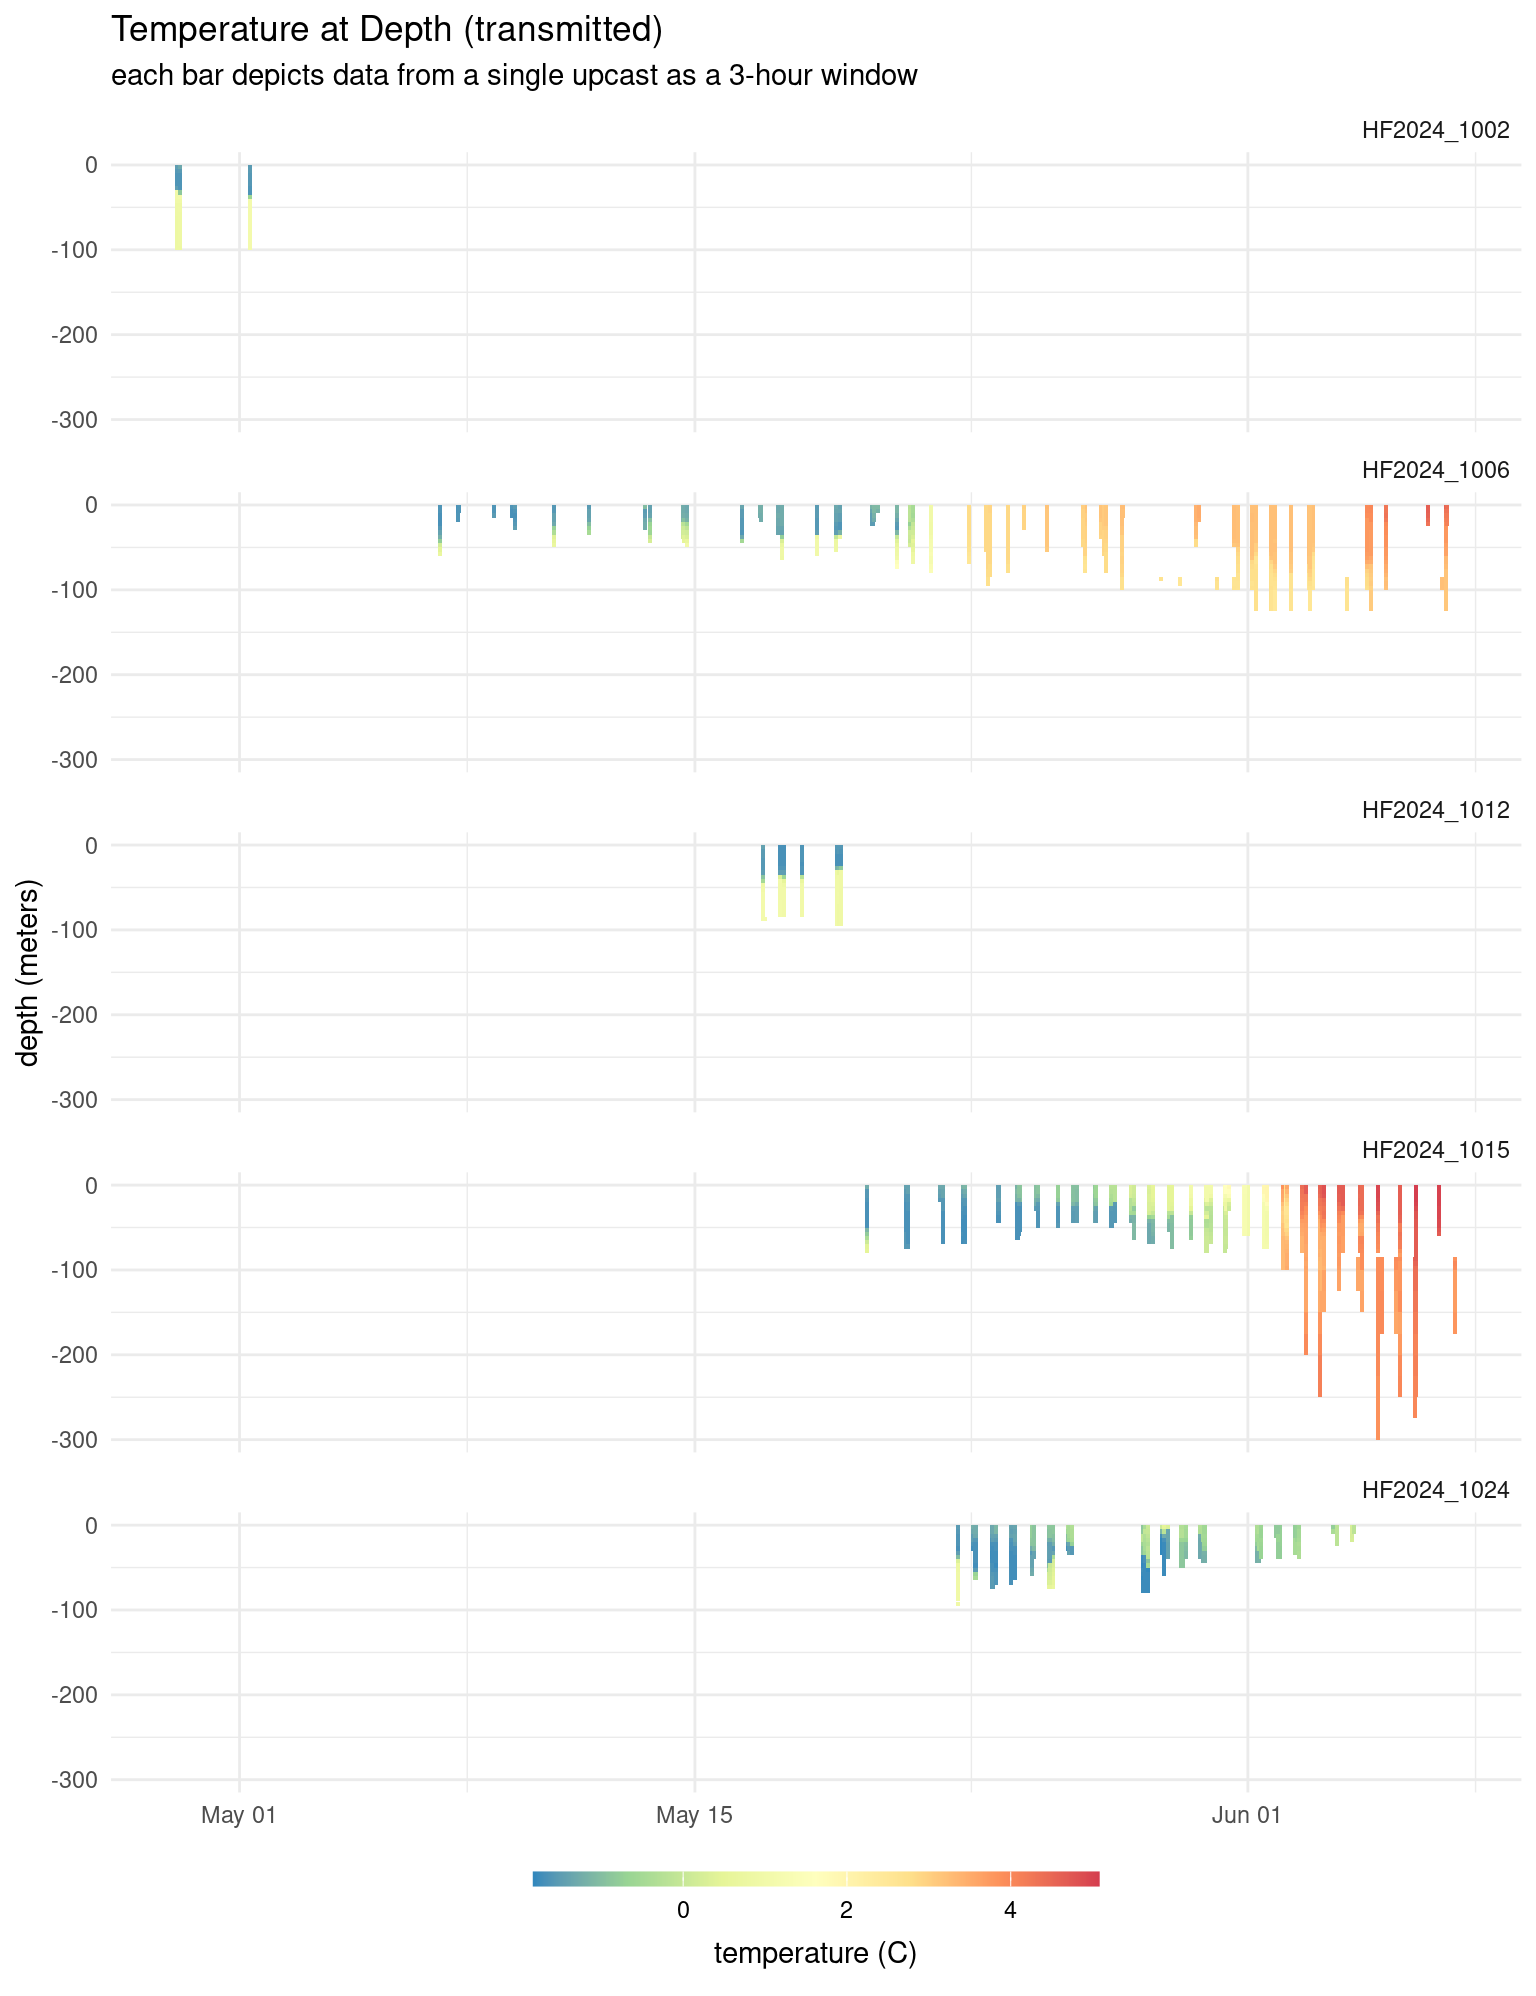 Temperature at Depth (transmitted)
each bar depicts data from a single upcast as a 3-hour window
HF2024_1002
0
-100
-200
-300
HF2024_1006
0
-100
-200
-300
HF2024_1012
0
-100
-200
-300
depth (meters)
HF2024_1015
0
-100
-200
-300
HF2024_1024
0
-100
-200
-300
May 01 May 15 Jun 01
0 2 4
temperature (C)